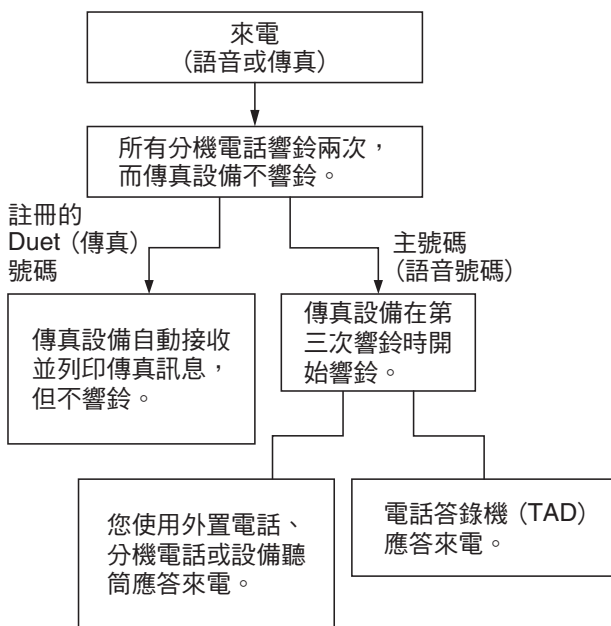 來電
(語音或傳真)
所有分機電話響鈴兩次，
而傳真設備不響鈴。
註冊的
Duet (傳真)
號碼
主號碼
(語音號碼)
傳真設備自動接收
並列印傳真訊息，
但不響鈴。
傳真設備在第
三次響鈴時開
始響鈴。
您使用外置電話、
分機電話或設備聽
筒應答來電。
電話答錄機 (TAD)
應答來電。